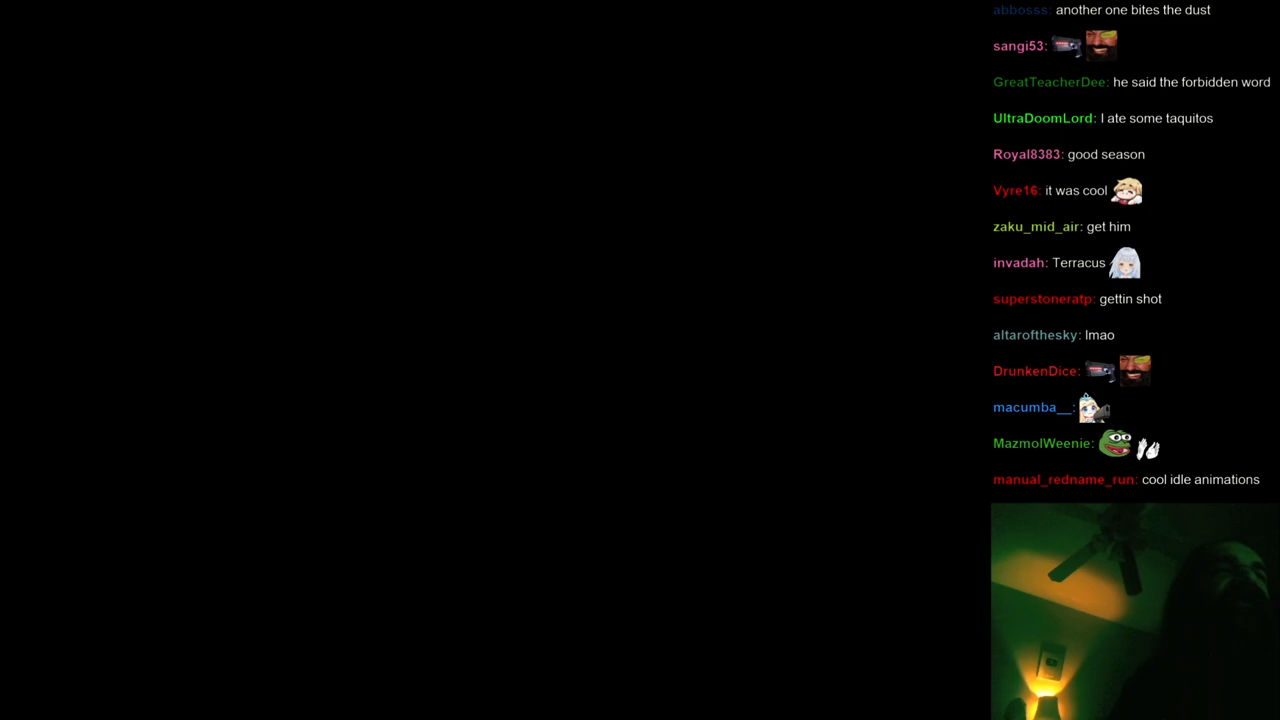 abbosss: another one bites the dust
sangi53:
GreatTeacherDee: he said the forbidden word
UltraDoomLord: I ate some taquitos
Royal8383: good season
Vyre16: it was cool
zaku_mid_air: get him
invadah: Terracus
superstoneratp: gettin shot
altarofthesky: lmao
DrunkenDice:
macumba__:
MazmolWeenie:
manual_redname_run: cool idle animations